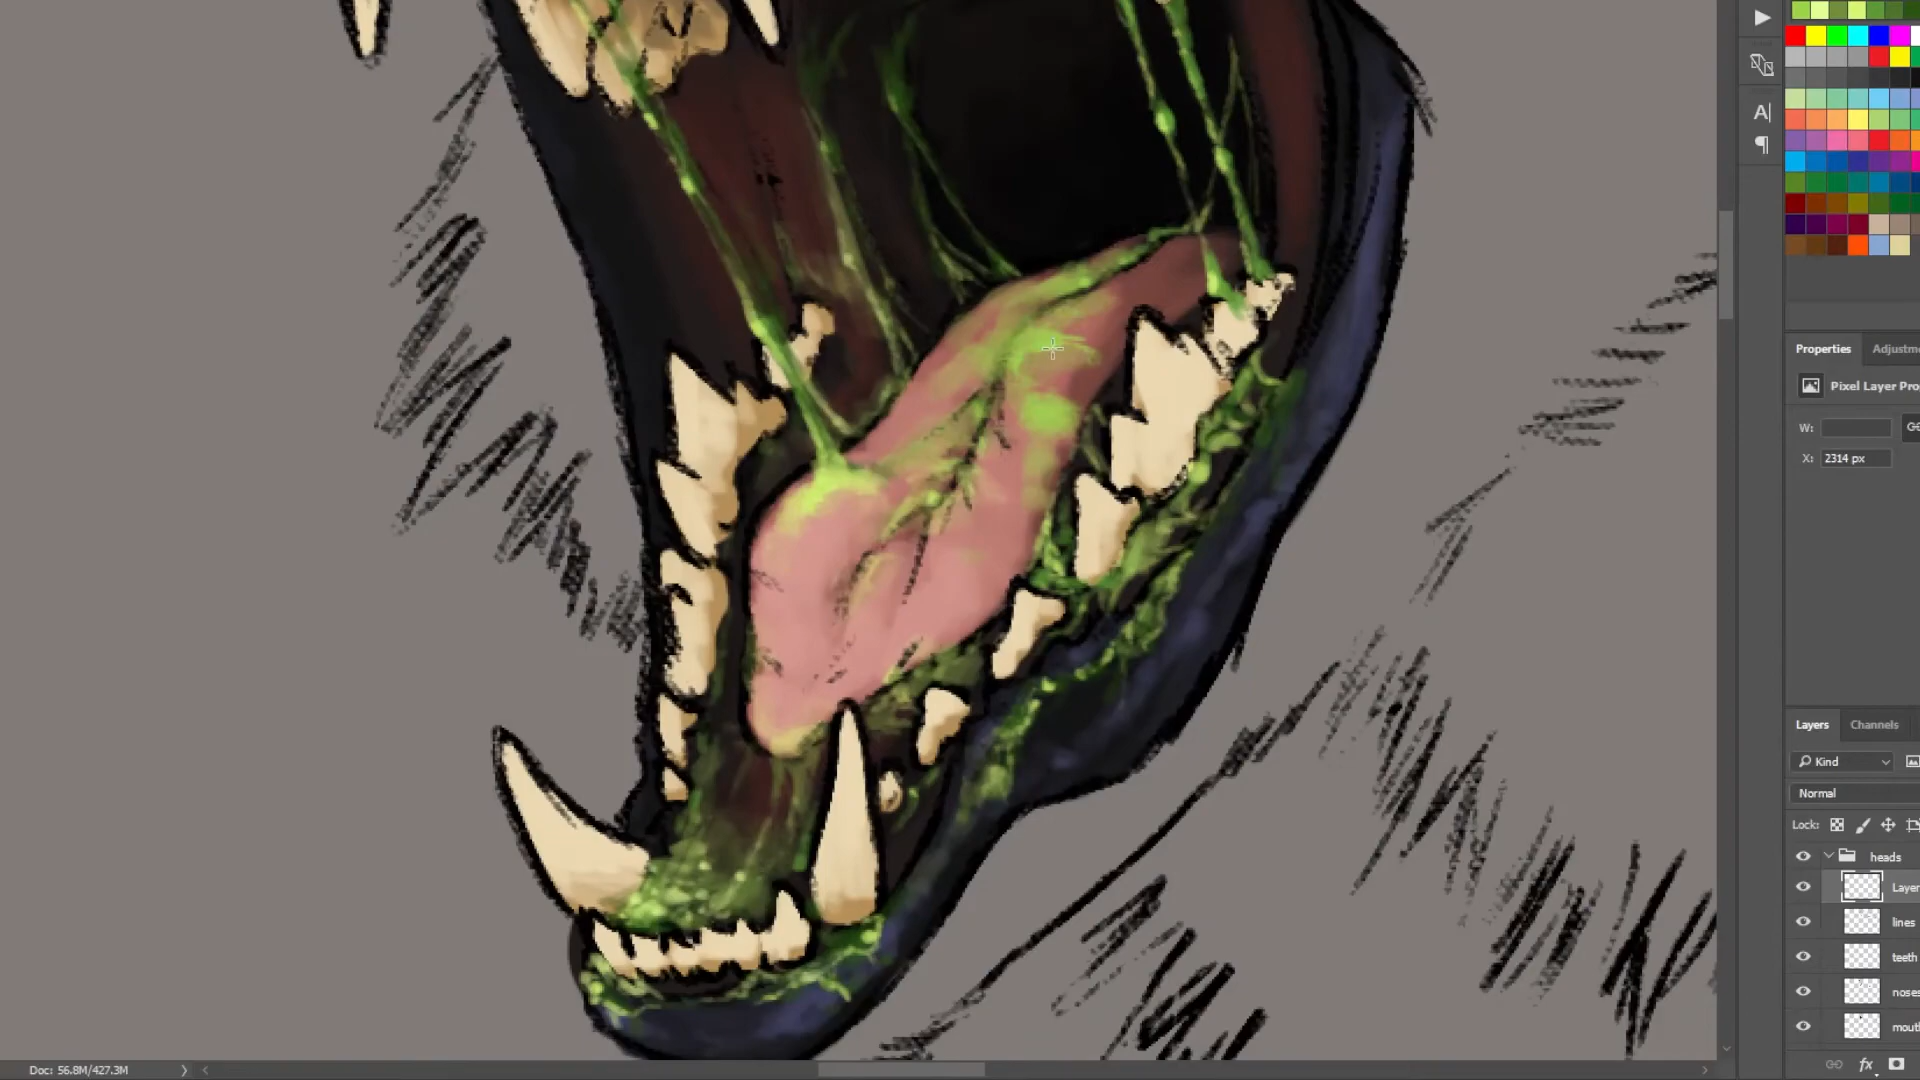 A|
¶
Properties Adjustm
Pixel Layer Pro
W:
X: 2314 px
Layers Channels
Kind
Normal
Lock:
heads
Layer
lines
teeth
noses
mout
fx
Doc: 56.8M/427.3M